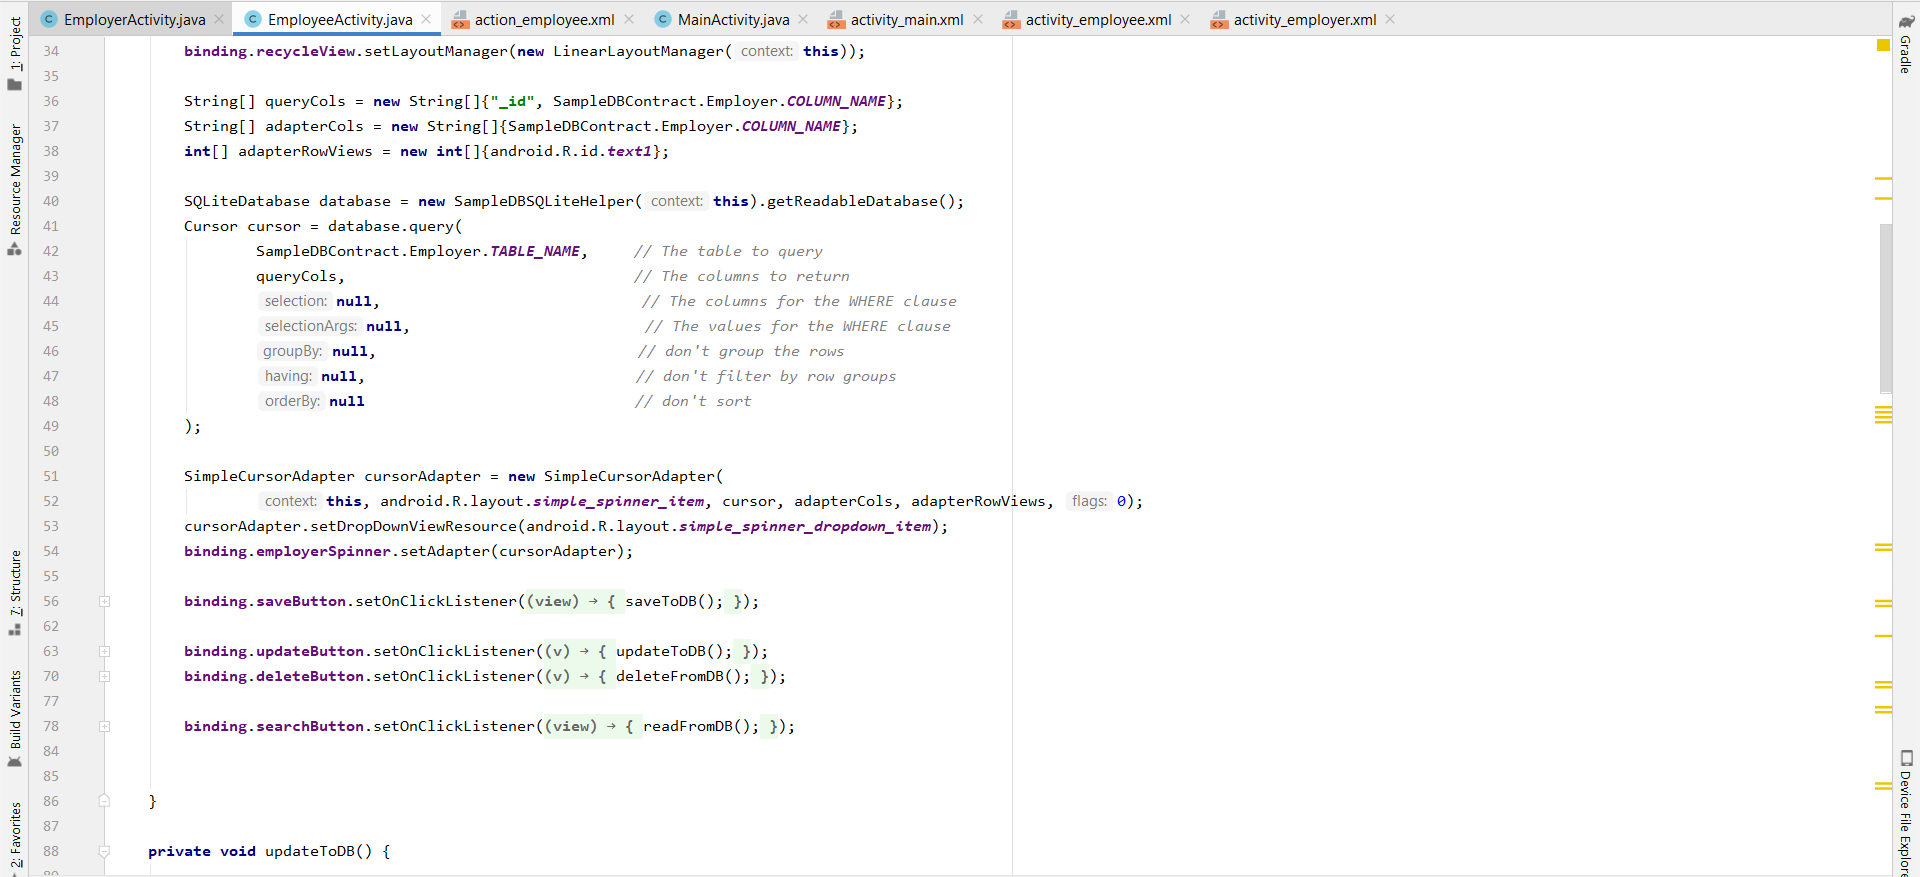 EmployerActivity.java EmployeeActivity.java action_employee.xml MainActivity.java activity_main.xml activity_employee.xml activity_employer.xml
1: Project
Resource Manager
7: Structure
Build Variants
2: Favorites
34 binding.recycleView.setLayoutManager(new LinearLayoutManager( context: this));
35
36 String[] queryCols = new String[]{"_id", SampleDBContract.Employer.COLUMN_NAME};
37 String[] adapterCols = new String[]{SampleDBContract.Employer.COLUMN_NAME};
38 int[] adapterRowViews = new int[]{android.R.id.text1};
39
40 SQLiteDatabase database = new SampleDBSQLiteHelper( context: this).getReadableDatabase();
41 Cursor cursor = database.query(
42 SampleDBContract.Employer.TABLE_NAME, // The table to query
43 queryCols, // The columns to return
44 selection: null, // The columns for the WHERE clause
45 selectionArgs: null, // The values for the WHERE clause
46 groupBy: null, // don't group the rows
47 having: null, // don't filter by row groups
48 orderBy: null // don't sort
49 );
50
51 SimpleCursorAdapter cursorAdapter = new SimpleCursorAdapter(
52 context: this, android.R.layout.simple_spinner_item, cursor, adapterCols, adapterRowViews, flags: 0);
53 cursorAdapter.setDropDownViewResource(android.R.layout.simple_spinner_dropdown_item);
54 binding.employerSpinner.setAdapter(cursorAdapter);
55
56 binding.saveButton.setOnClickListener((view) → { saveToDB(); });
62
63 binding.updateButton.setOnClickListener((v) → { updateToDB(); });
70 binding.deleteButton.setOnClickListener((v) → { deleteFromDB(); });
77
78 binding.searchButton.setOnClickListener((view) → { readFromDB(); });
84
85
86 }
87
88 private void updateToDB() {
Gradle
Device File Explorer